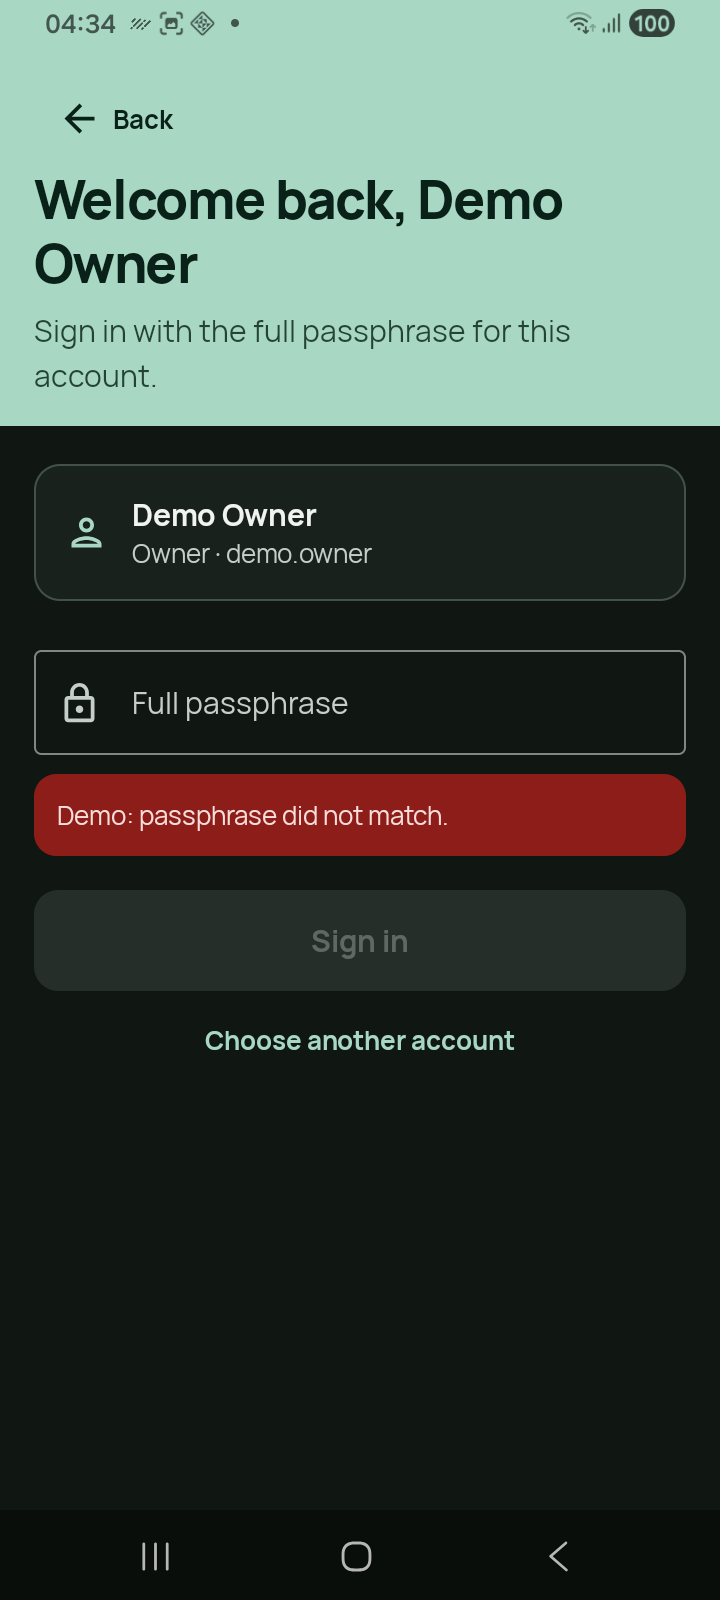 04:34
100
Back
Welcome back, Demo
Owner
Sign in with the full passphrase for this
account.
Demo Owner
Owner · demo.owner
Full passphrase
Demo: passphrase did not match.
Sign in
Choose another account